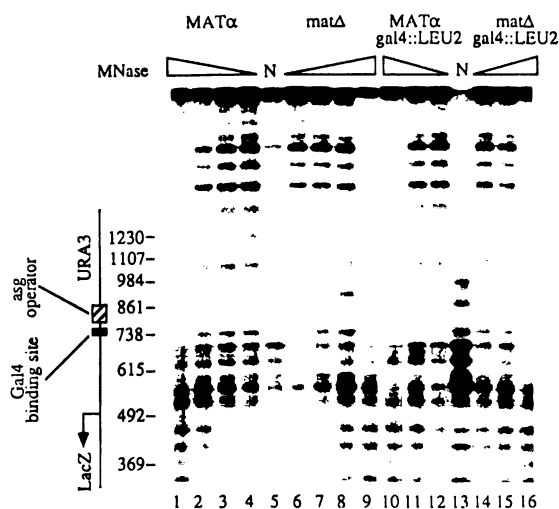 MATα matΔ MATα matΔ
gal4::LEU2 gal4::LEU2
MNase N N
URA3
asg operator
Gal4 binding site
LacZ
1230
1107
984
861
738
615
492
369
1 2 3 4 5 6 7 8 9 10 11 12 13 14 15 16